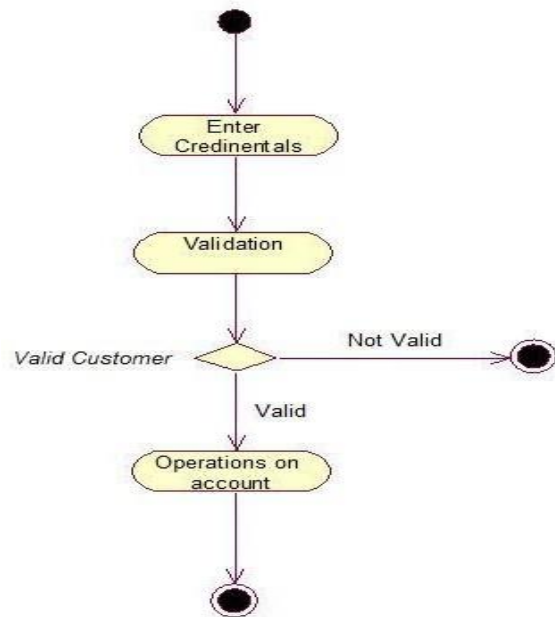 Enter
Credinentals
Validation
Valid Customer
Not Valid
Valid
Operations on
account